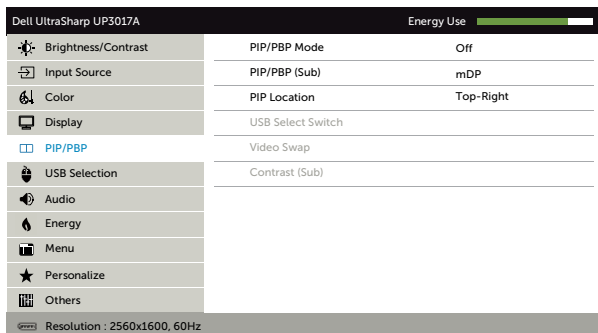 Dell UltraSharp UP3017A Energy Use
Brightness/Contrast PIP/PBP Mode Off
Input Source PIP/PBP (Sub) mDP
Color PIP Location Top-Right
Display USB Select Switch
PIP/PBP Video Swap
USB Selection Contrast (Sub)
Audio
Energy
Menu
Personalize
Others
Resolution : 2560x1600, 60Hz